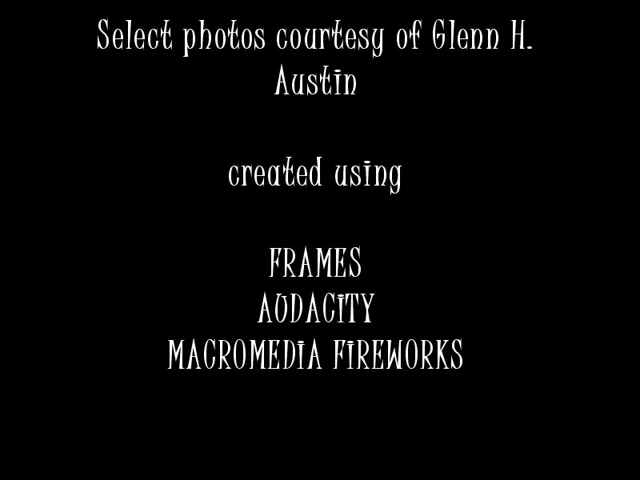 Select photos courtesy of Glenn H.
Austin
created using
FRAMES
AUDACITY
MACROMEDIA FIREWORKS